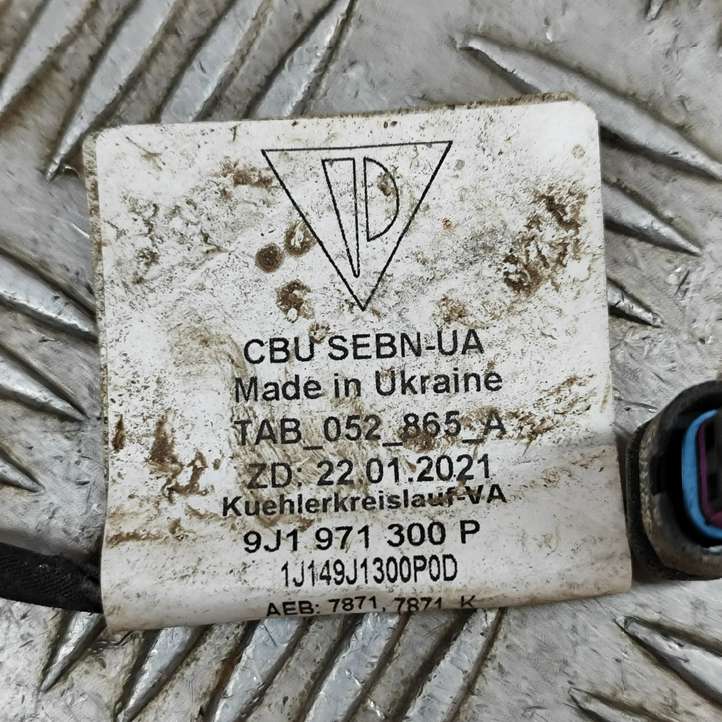 PD
CBU SEBN-UA
Made in Ukraine
TAB_052_865_A
ZD: 22.01.2021
Kuehlerkreislauf-VA
9J1 971 300 P
1J149J1300P0D
AEB: 7871, 7871_K